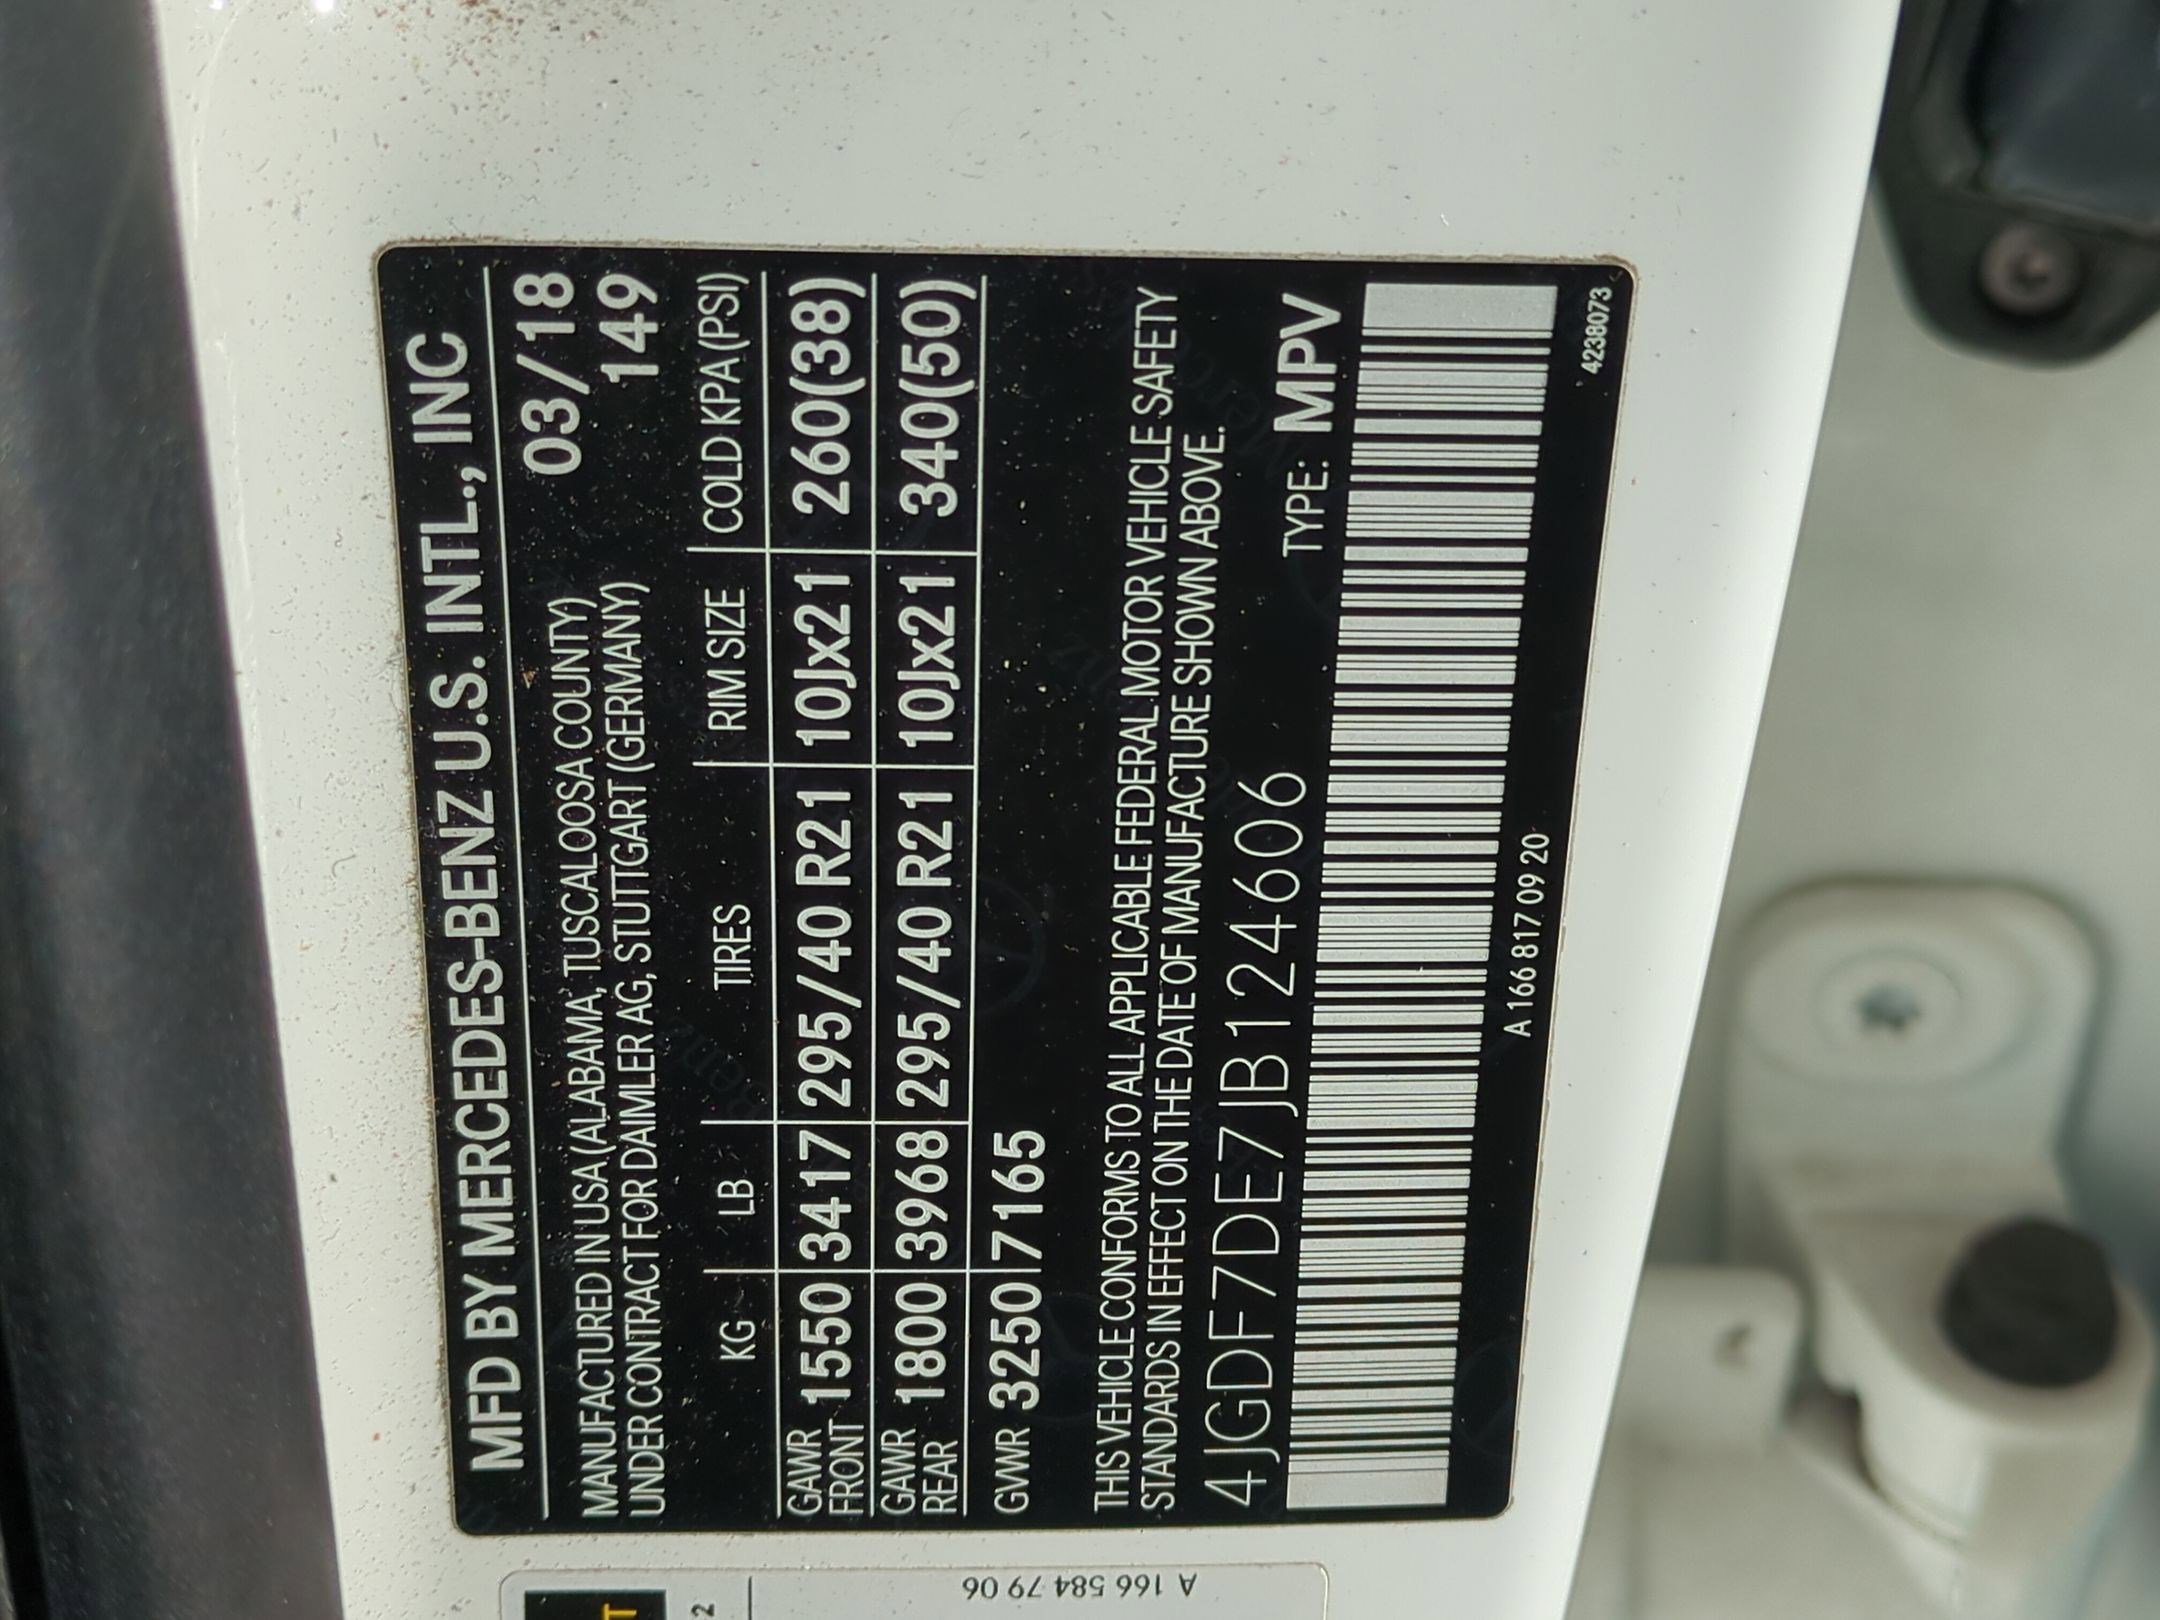 MFD BY MERCEDES-BENZ U.S. INTL., INC
MANUFACTURED IN USA (ALABAMA, TUSCALOOSA COUNTY) 03/18
UNDER CONTRACT FOR DAIMLER AG, STUTTGART (GERMANY) 149
KG LB TIRES RIM SIZE COLD KPA(PSI)
GAWR FRONT 1550 3417 295/40 R21 10Jx21 260(38)
GAWR REAR 1800 3968 295/40 R21 10Jx21 340(50)
GVWR 3250 7165
THIS VEHICLE CONFORMS TO ALL APPLICABLE FEDERAL MOTOR VEHICLE SAFETY
STANDARDS IN EFFECT ON THE DATE OF MANUFACTURE SHOWN ABOVE.
4JGDF7DE7JB124606 TYPE: MPV
A 166 817 09 20
4238073
A 166 584 79 06